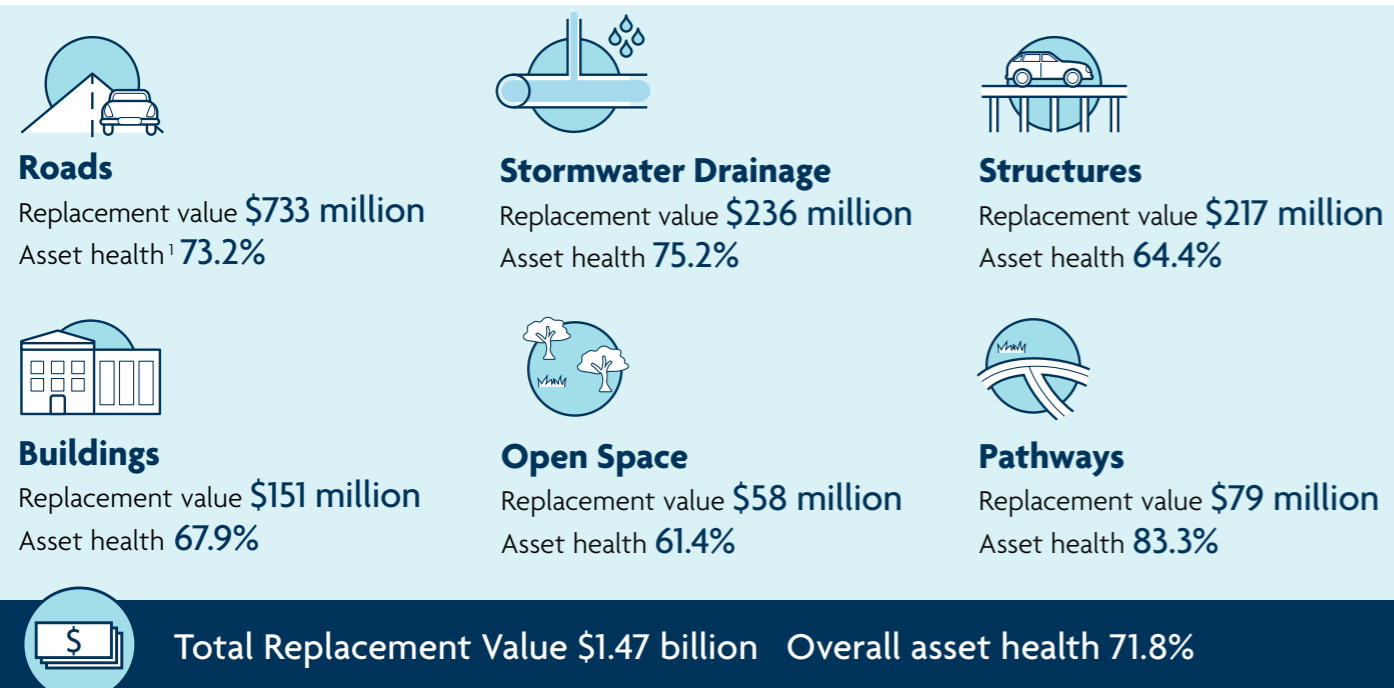 Roads
Replacement value $733 million
Asset health¹ 73.2%
Stormwater Drainage
Replacement value $236 million
Asset health 75.2%
Structures
Replacement value $217 million
Asset health 64.4%
Buildings
Replacement value $151 million
Asset health 67.9%
Open Space
Replacement value $58 million
Asset health 61.4%
Pathways
Replacement value $79 million
Asset health 83.3%
$
Total Replacement Value $1.47 billion Overall asset health 71.8%